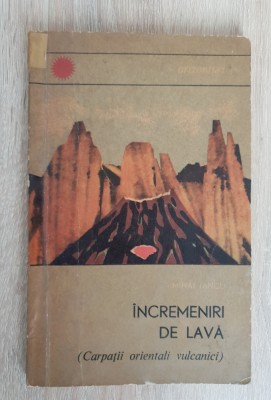 ÎNCREMENIRI
DE LAVĂ
(Carpații orientali vulcanici)